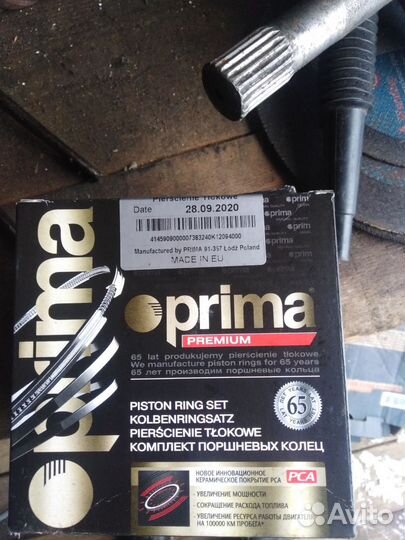 Pierścienie Tłokowe
Date 28.09.2020
Manufactured by PRIMA 91-357 Łódź Poland
MADE IN EU
prima
prima
prima
PREMIUM
65 lat produkujemy pierścienie tłokowe
We manufacture piston rings for 65 years
65 лет производим поршневые кольца
PISTON RING SET
KOLBENRINGSATZ
PIERŚCIENIE TŁOKOWE
КОМПЛЕКТ ПОРШНЕВЫХ КОЛЕЦ
65
НОВОЕ ИННОВАЦИОННОЕ
КЕРАМИЧЕСКОЕ ПОКРЫТИЕ PCA
PCA
- УВЕЛИЧЕНИЕ МОЩНОСТИ
- СОКРАЩЕНИЕ РАСХОДА ТОПЛИВА
- УВЕЛИЧЕНИЕ РЕСУРСА РАБОТЫ ДВИГАТЕЛЯ
НА 100000 КМ ПРОБЕГА*
Avito